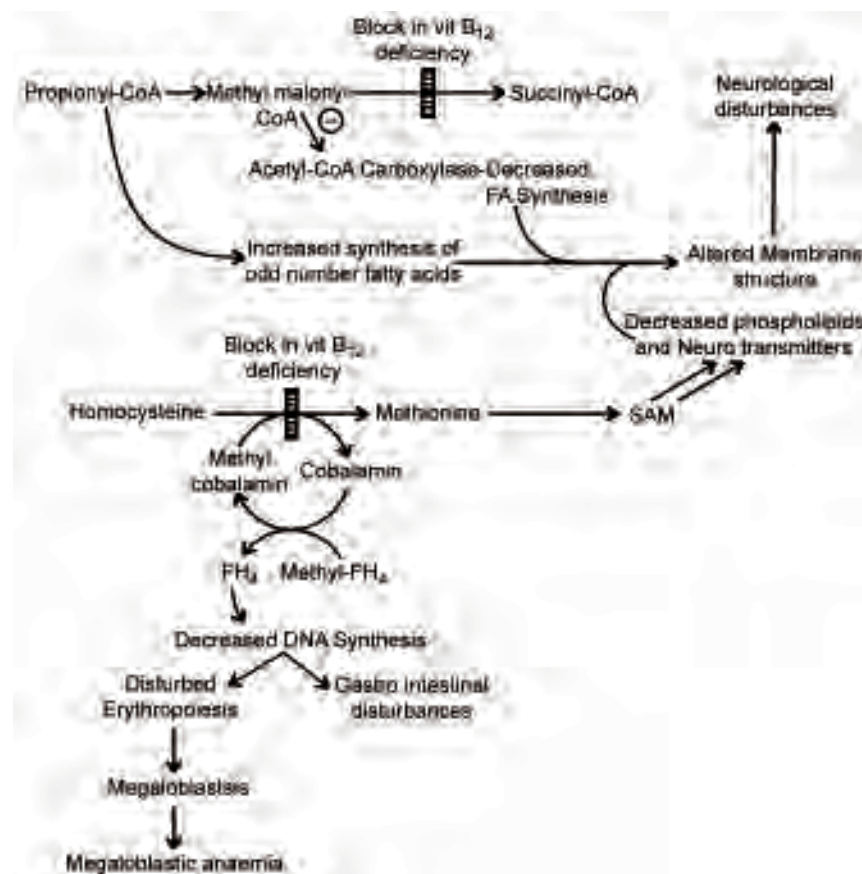 Block in vit B12
deficiency
Propionyl-CoA
Methyl malony
CoA
Succinyl-CoA
Neurological
disturbances
Acetyl-CoA Carboxylase-Decreased
FA Synthesis
Increased synthesis of
odd number fatty acids
Altered Membrane
structure
Decreased phospholipids
and Neuro transmitters
Block in vit B12
deficiency
Homocysteine
Methionine
SAM
Methyl
cobalamin
Cobalamin
FH4
Methyl-FH4
Decreased DNA Synthesis
Disturbed
Erythropoiesis
Gastro intestinal
disturbances
Megaloblastsis
Megaloblastic anaemia